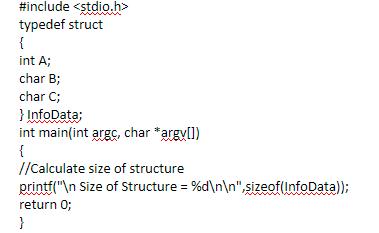 #include <stdio.h>
typedef struct
{
int A;
char B;
char C;
} InfoData;
int main(int argc, char *argv[])
{
//Calculate size of structure
printf("\n Size of Structure = %d\n\n",sizeof(InfoData));
return 0;
}